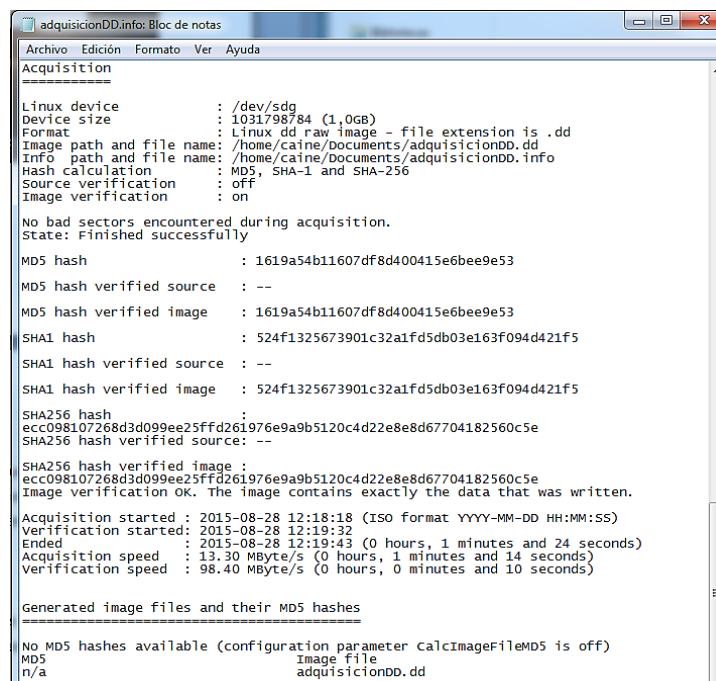 adquisicionDD.info: Bloc de notas
Archivo Edición Formato Ver Ayuda
Acquisition
===========
Linux device : /dev/sdg
Device size : 1031798784 (1,0GB)
Format : Linux dd raw image - file extension is .dd
Image path and file name: /home/caine/Documents/adquisicionDD.dd
Info path and file name: /home/caine/Documents/adquisicionDD.info
Hash calculation : MD5, SHA-1 and SHA-256
Source verification : off
Image verification : on
No bad sectors encountered during acquisition.
State: Finished successfully
MD5 hash : 1619a54b11607df8d400415e6bee9e53
MD5 hash verified source : --
MD5 hash verified image : 1619a54b11607df8d400415e6bee9e53
SHA1 hash : 524f1325673901c32a1fd5db03e163f094d421f5
SHA1 hash verified source : --
SHA1 hash verified image : 524f1325673901c32a1fd5db03e163f094d421f5
SHA256 hash :
ecc098107268d3d099ee25ffd261976e9a9b5120c4d22e8e8d67704182560c5e
SHA256 hash verified source: --
SHA256 hash verified image :
ecc098107268d3d099ee25ffd261976e9a9b5120c4d22e8e8d67704182560c5e
Image verification OK. The image contains exactly the data that was written.
Acquisition started : 2015-08-28 12:18:18 (ISO format YYYY-MM-DD HH:MM:SS)
Verification started: 2015-08-28 12:19:32
Ended : 2015-08-28 12:19:43 (0 hours, 1 minutes and 24 seconds)
Acquisition speed : 13.30 MByte/s (0 hours, 1 minutes and 14 seconds)
Verification speed : 98.40 MByte/s (0 hours, 0 minutes and 10 seconds)
Generated image files and their MD5 hashes
==========================================
No MD5 hashes available (configuration parameter CalcImageFileMD5 is off)
MD5 Image file
n/a adquisicionDD.dd